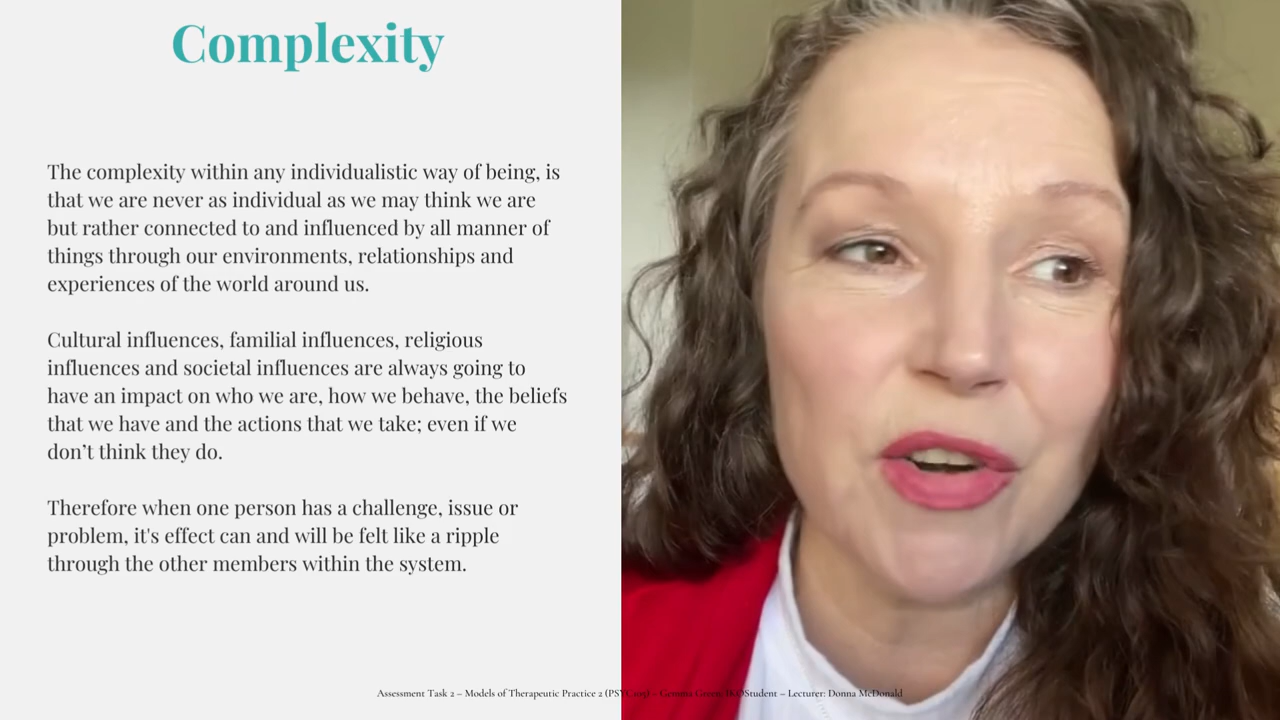 Complexity
The complexity within any individualistic way of being, is
that we are never as individual as we may think we are
but rather connected to and influenced by all manner of
things through our environments, relationships and
experiences of the world around us.
Cultural influences, familial influences, religious
influences and societal influences are always going to
have an impact on who we are, how we behave, the beliefs
that we have and the actions that we take; even if we
don’t think they do.
Therefore when one person has a challenge, issue or
problem, it's effect can and will be felt like a ripple
through the other members within the system.
Assessment Task 2 – Models of Therapeutic Practice 2 – Lecturer: Donna McDonald